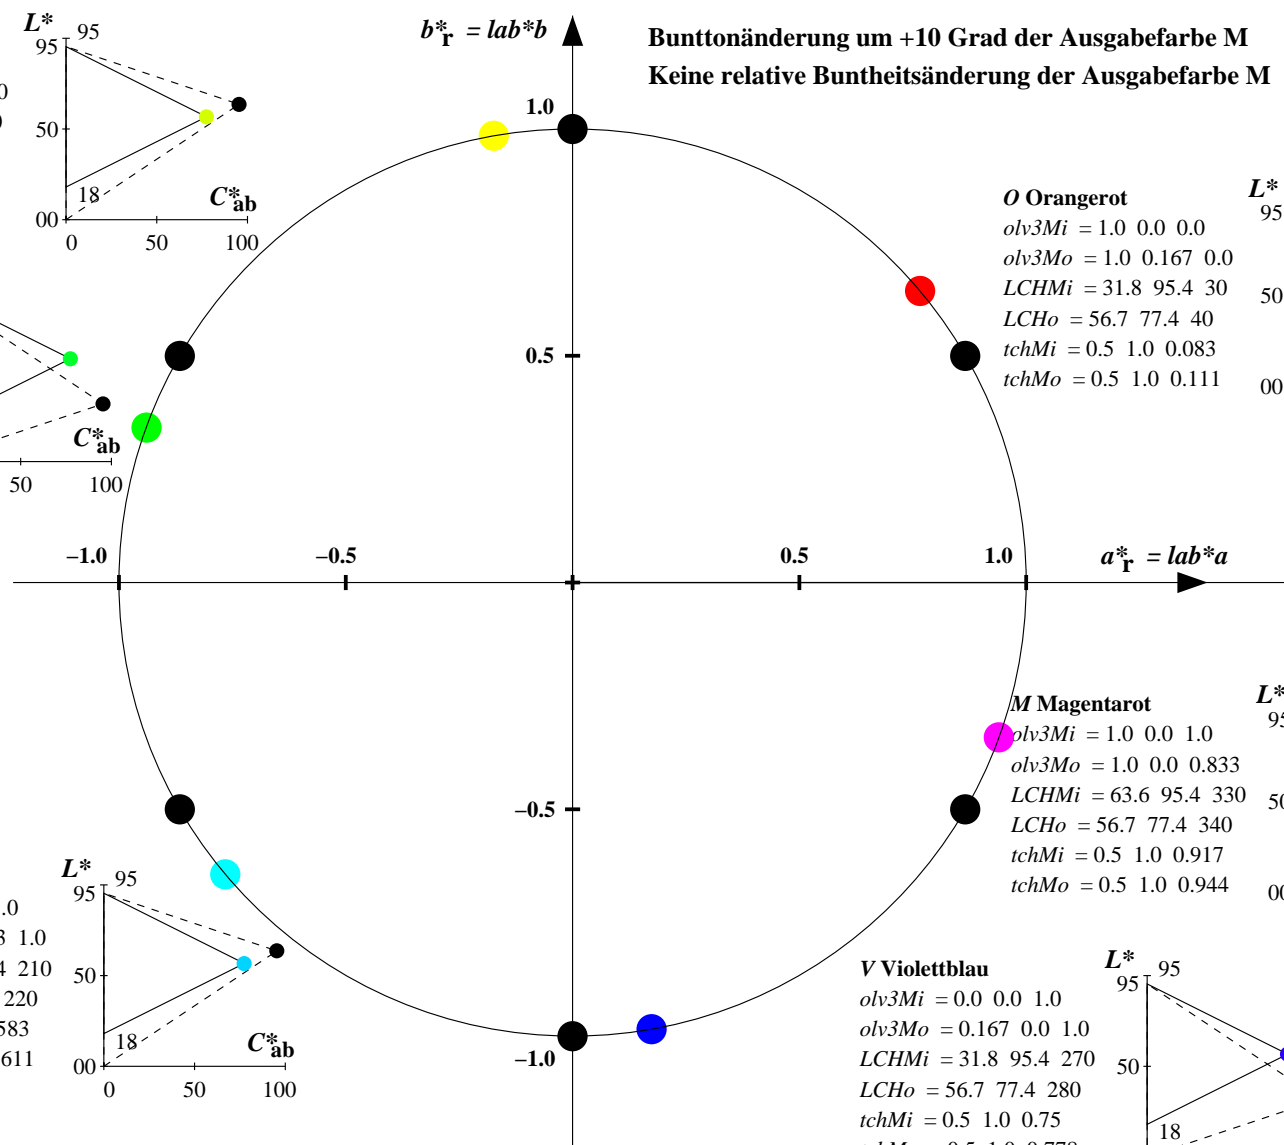 Bunttonänderung um +10 Grad der Ausgabefarbe M
Keine relative Buntheitsänderung der Ausgabefarbe M
b*r = lab*b
1.0
0.5
−0.5
−1.0
−1.0
−0.5
0.5
1.0
a*r = lab*a
L*
95
95
50
18
00
C*ab
0
50
100
C*ab
50
100
O Orangerot
olv3Mi = 1.0 0.0 0.0
olv3Mo = 1.0 0.167 0.0
LCHMi = 31.8 95.4 30
LCHo = 56.7 77.4 40
tchMi = 0.5 1.0 0.083
tchMo = 0.5 1.0 0.111
L*
95
50
00
M Magentarot
olv3Mi = 1.0 0.0 1.0
olv3Mo = 1.0 0.0 0.833
LCHMi = 63.6 95.4 330
LCHo = 56.7 77.4 340
tchMi = 0.5 1.0 0.917
tchMo = 0.5 1.0 0.944
L*
00
1.0
210
220
L*
95
95
50
18
00
C*ab
0
50
100
V Violettblau
olv3Mi = 0.0 0.0 1.0
olv3Mo = 0.167 0.0 1.0
LCHMi = 31.8 95.4 270
LCHo = 56.7 77.4 280
tchMi = 0.5 1.0 0.75
L*
95
95
50
18